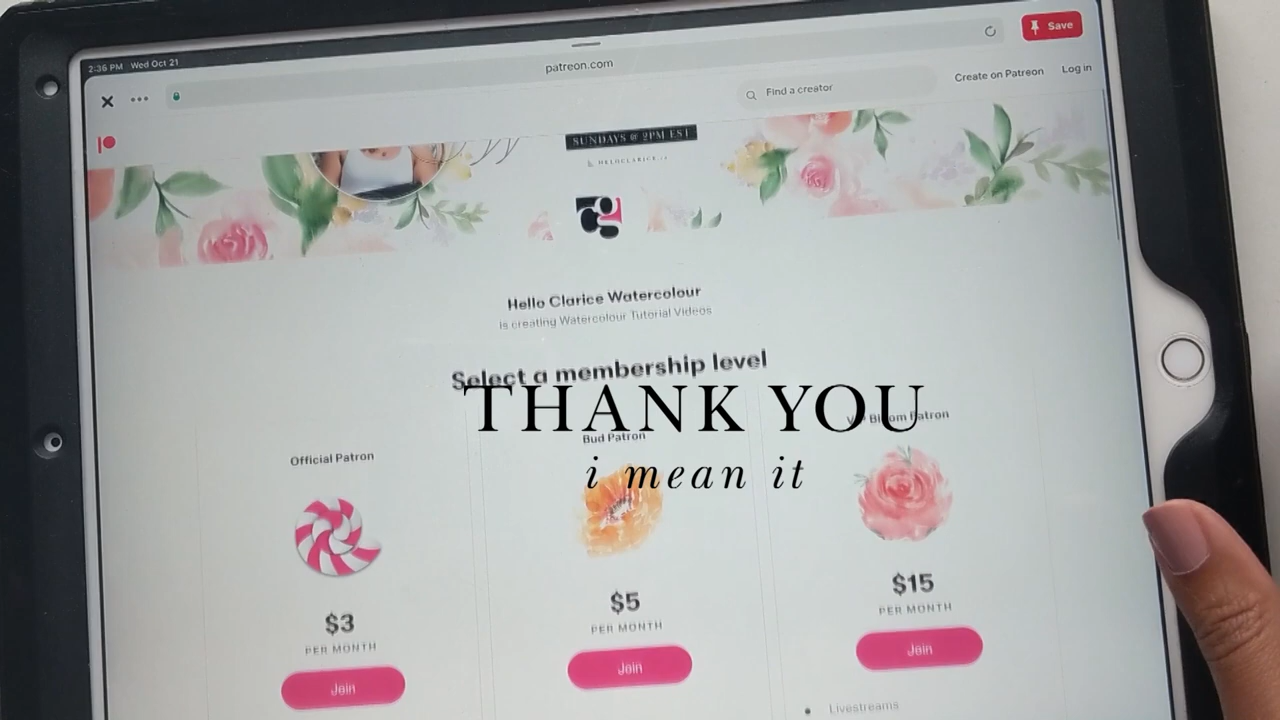 2:36 PM Wed Oct 21
patreon.com
Save
Find a creator
Create on Patreon
Log in
SUNDAYS @ 2PM EST
Hello Clarice Watercolour
is creating Watercolour Tutorial Videos
Select a membership level
THANK YOU
i mean it
Official Patron
Bud Patron
VIP Bloom Patron
$3
PER MONTH
Join
$5
PER MONTH
Join
$15
PER MONTH
Join
Livestreams